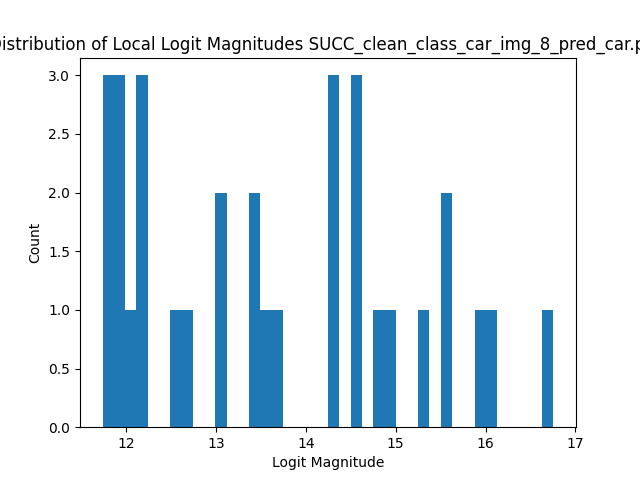 istribution of Local Logit Magnitudes SUCC_clean_class_car_img_8_pred_car.p
3.0
2.5
2.0
1.5
1.0
0.5
0.0
Count
12 13 14 15 16 17
Logit Magnitude